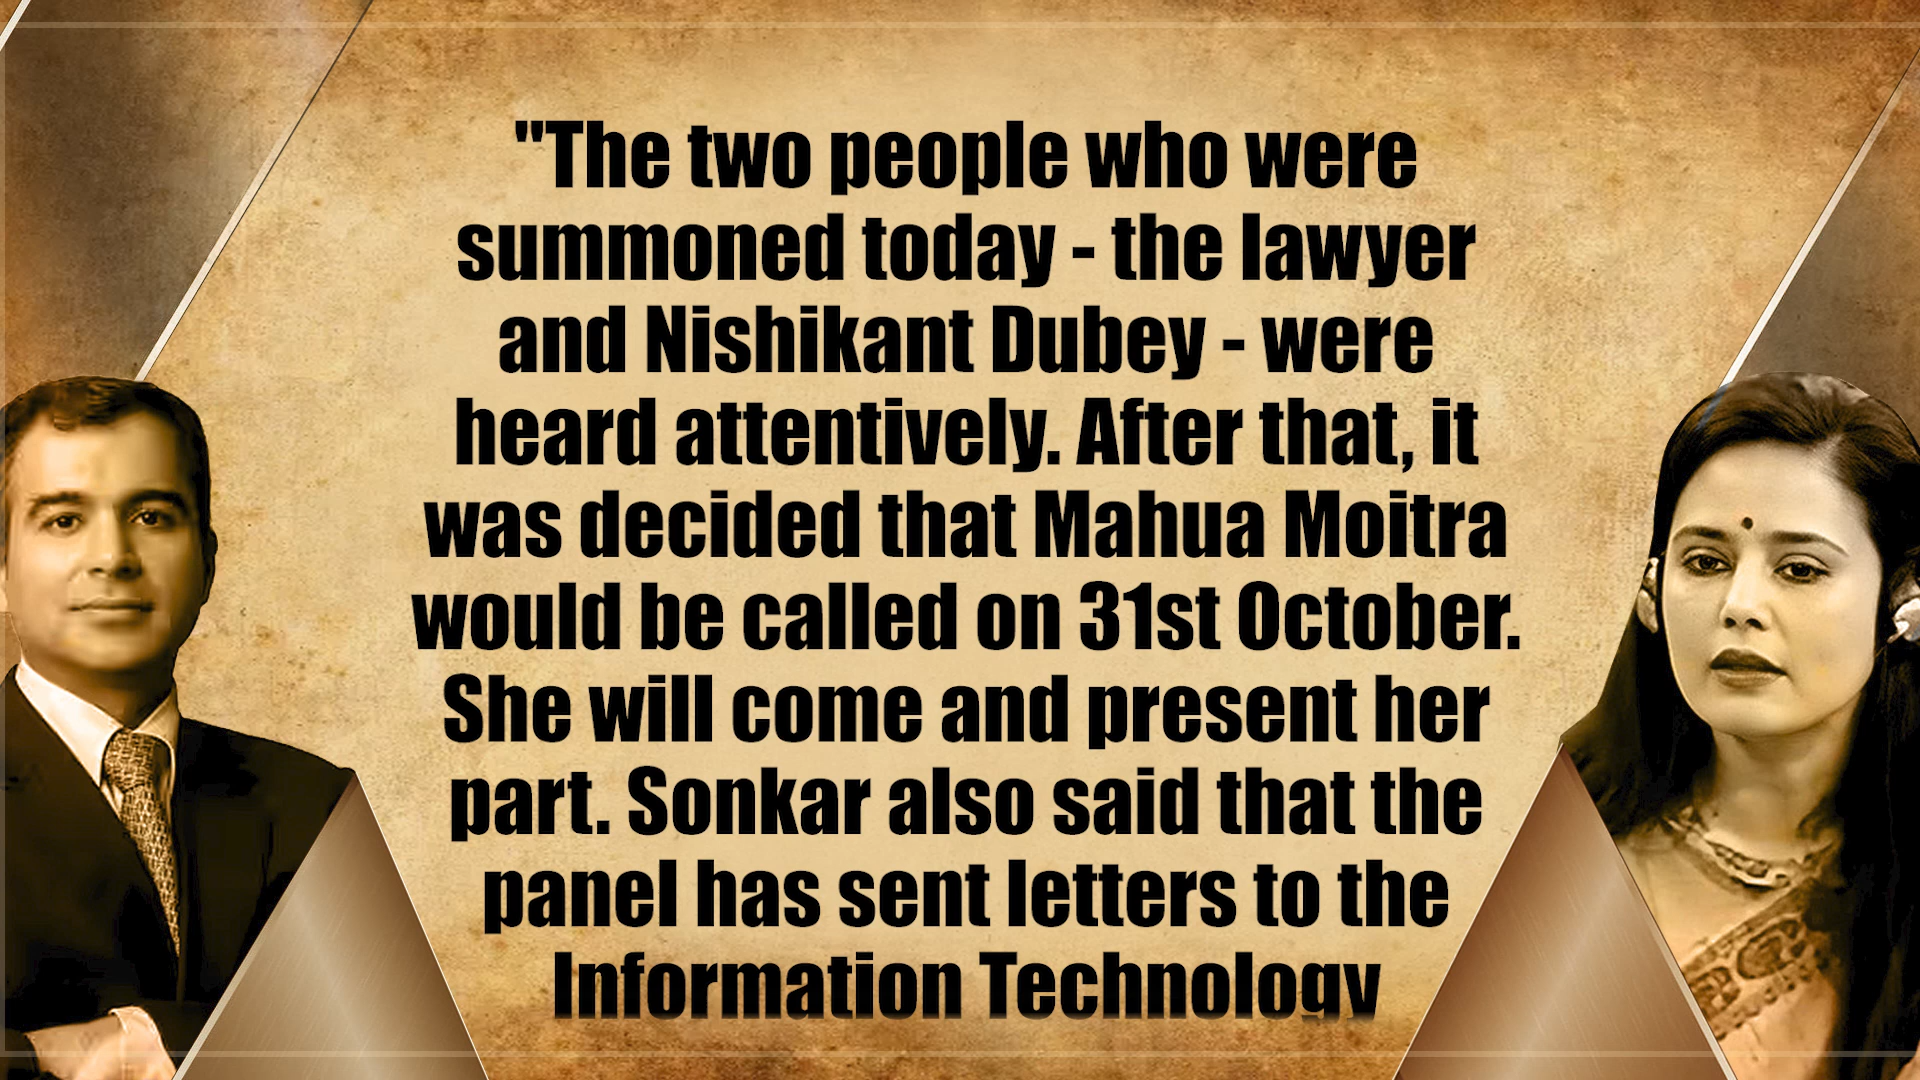 "The two people who were
summoned today - the lawyer
and Nishikant Dubey - were
heard attentively. After that, it
was decided that Mahua Moitra
would be called on 31st October.
She will come and present her
part. Sonkar also said that the
panel has sent letters to the
Information Technology